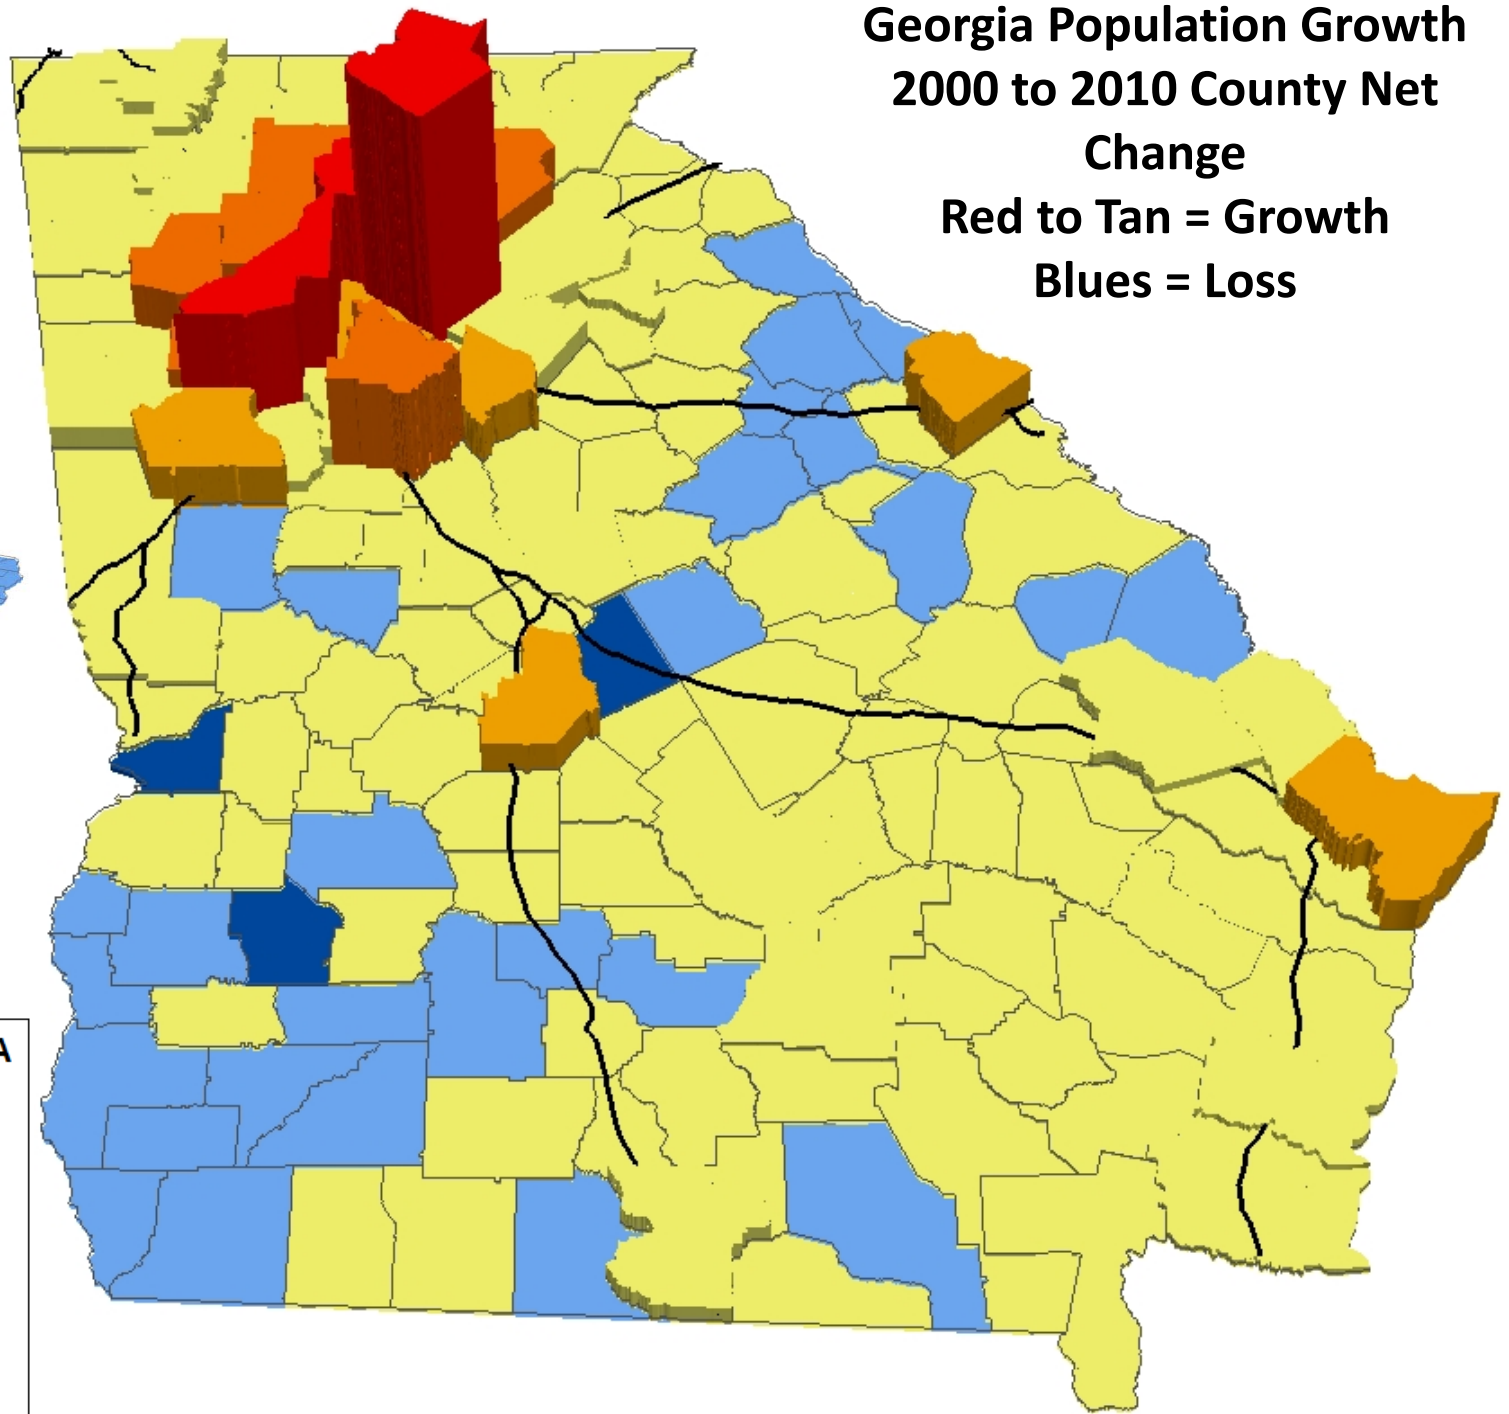 Georgia Population Growth
2000 to 2010 County Net
Change
Red to Tan = Growth
Blues = Loss
A